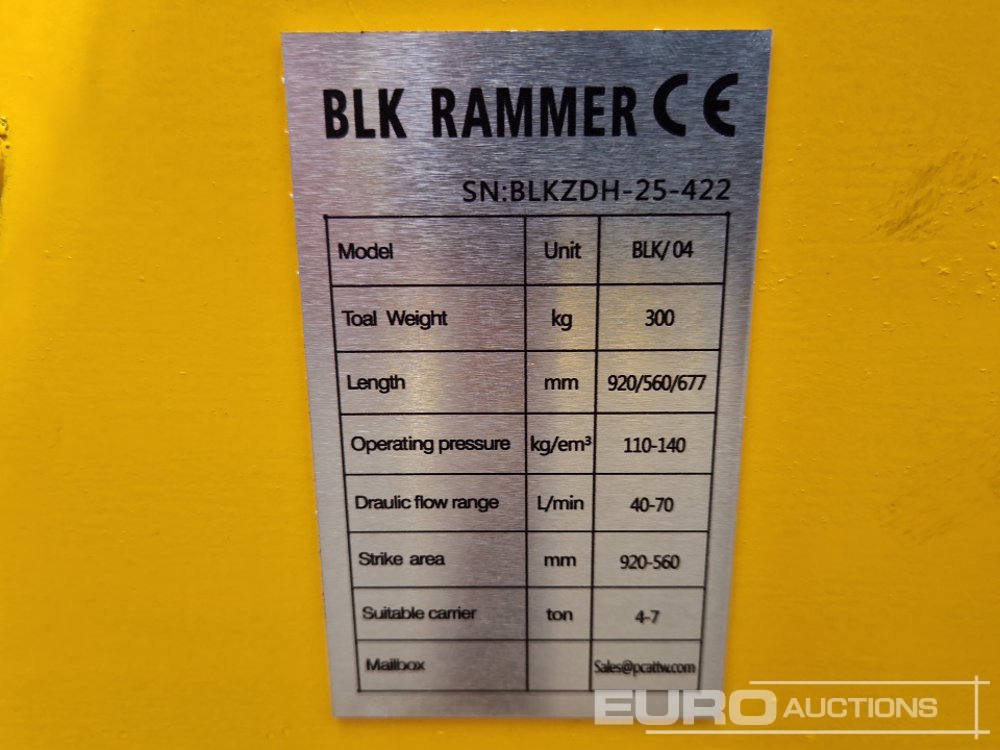 BLK RAMMER CE
SN:BLKZDH-25-422
Model Unit BLK/04
Toal Weight kg 300
Length mm 920/560/677
Operating pressure kg/em³ 110-140
Draulic flow range L/min 40-70
Strike area mm 920-560
Suitable carrier ton 4-7
Mailbox Sales@pcattw.com
EURO AUCTIONS